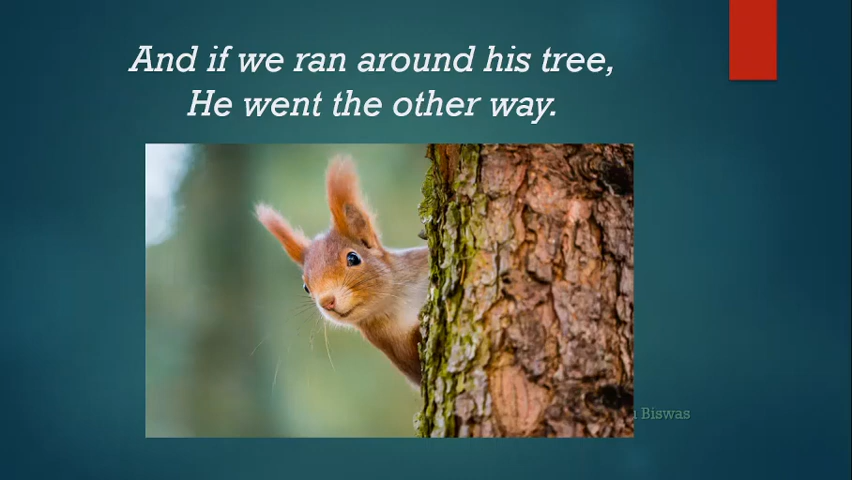 And if we ran around his tree,
He went the other way.
Biswas